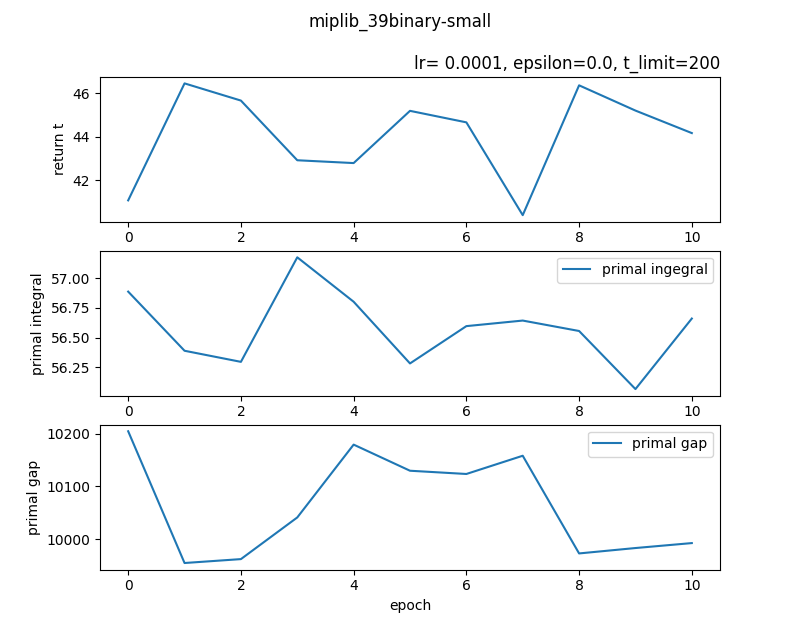 miplib_39binary-small
lr= 0.0001, epsilon=0.0, t_limit=200
return t
46
44
42
0 2 4 6 8 10
primal integral
57.00
56.75
56.50
56.25
primal ingegral
0 2 4 6 8 10
primal gap
10200
10100
10000
primal gap
0 2 4 6 8 10
epoch